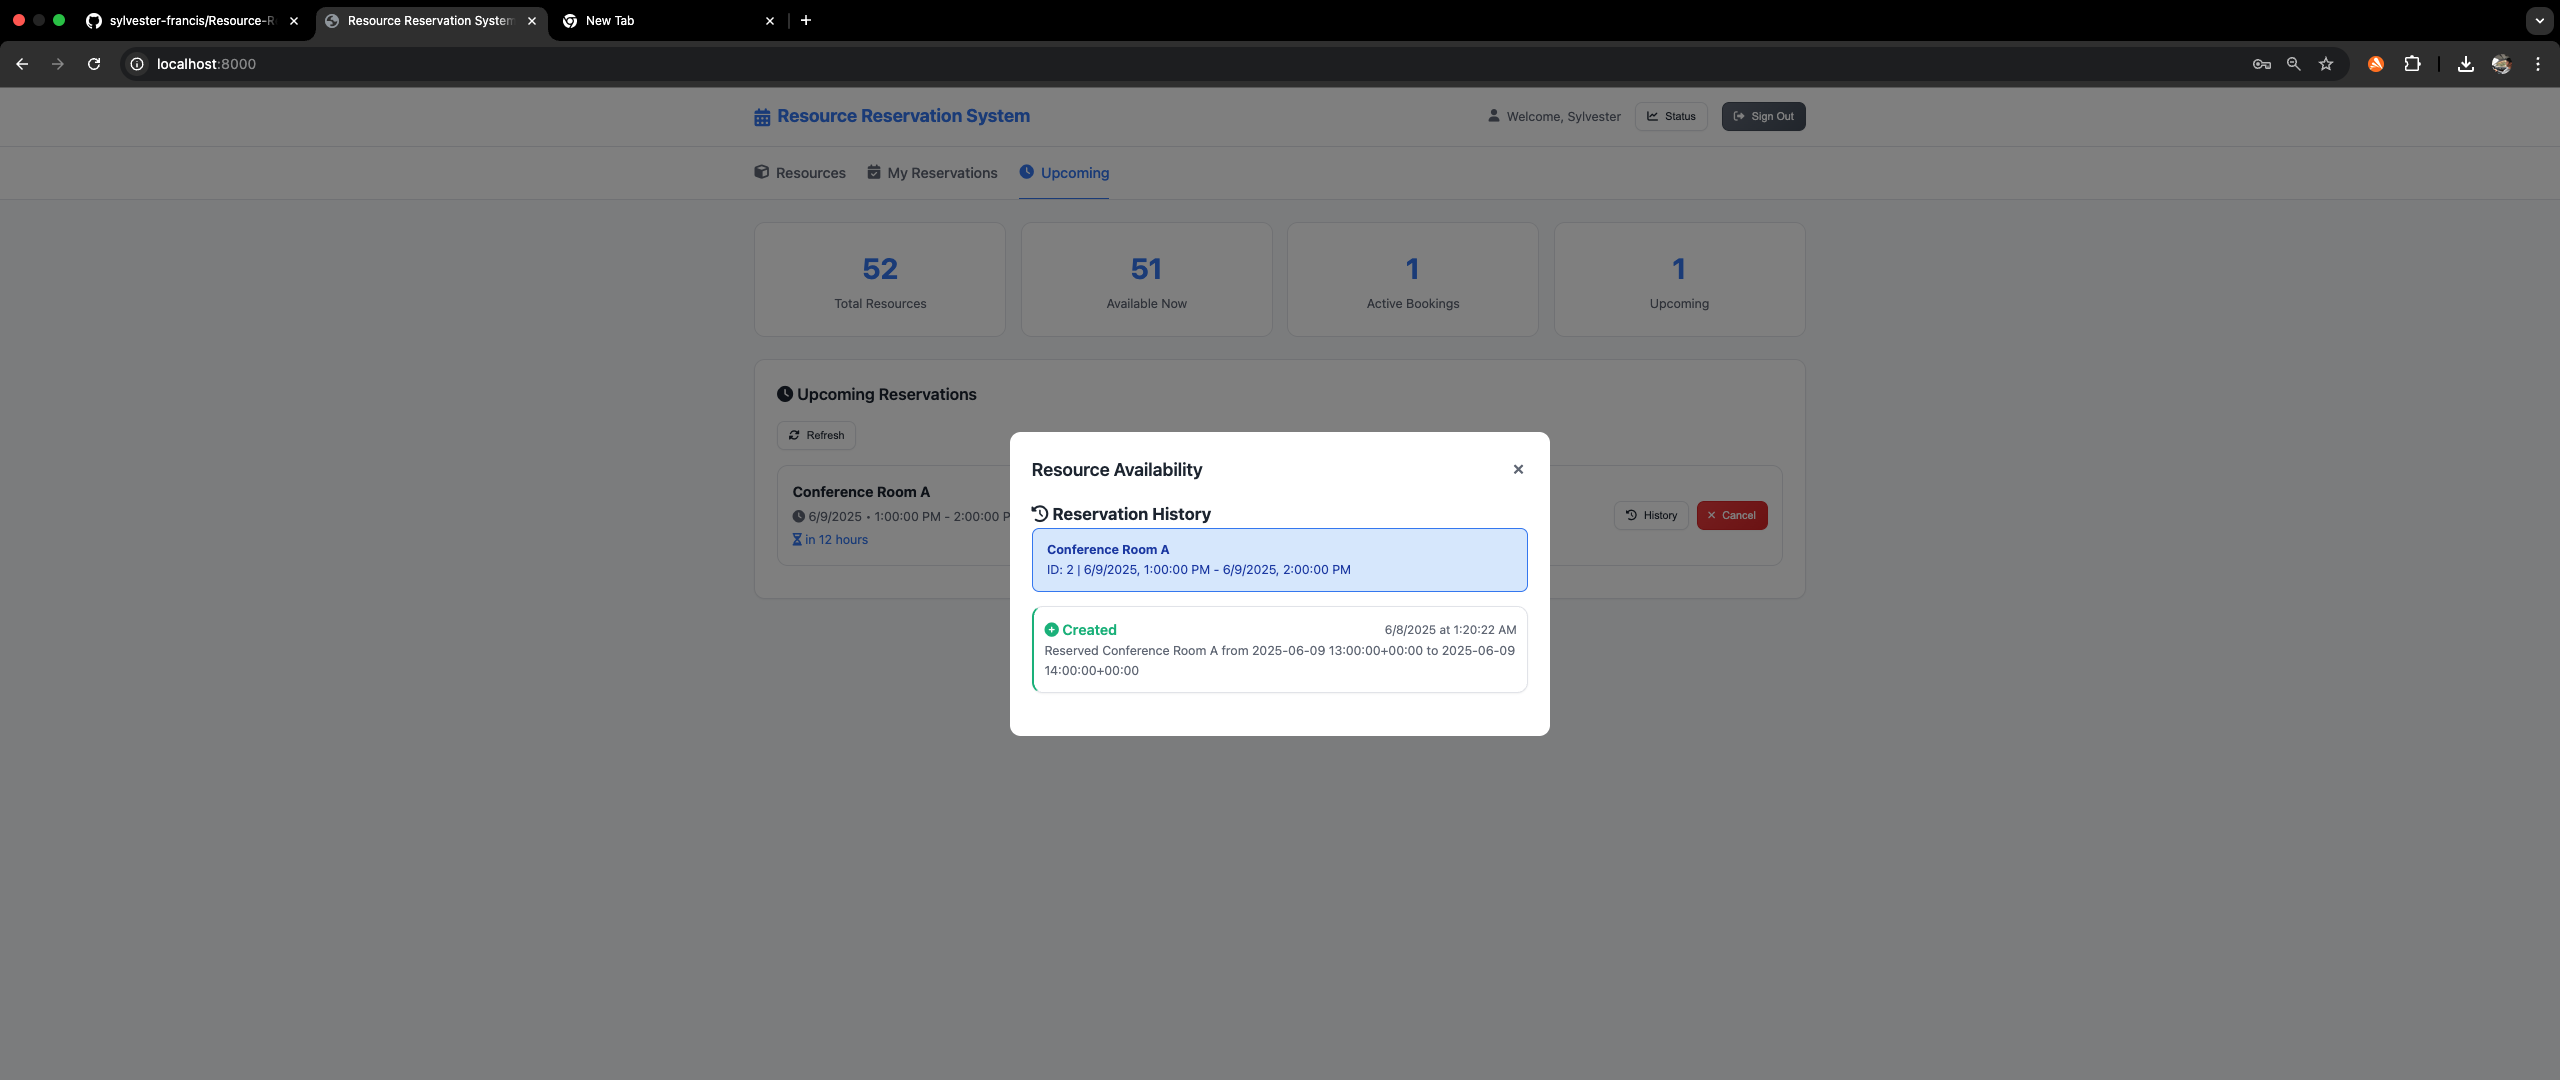 sylvester-francis/Resource-R
Resource Reservation System
New Tab
localhost:8000
Resource Reservation System
Welcome, Sylvester
Status
Sign Out
Resources
My Reservations
Upcoming
52
Total Resources
51
Available Now
1
Active Bookings
1
Upcoming
Upcoming Reservations
Refresh
Conference Room A
6/9/2025 • 1:00:00 PM - 2:00:00 P
in 12 hours
History
Cancel
Resource Availability
Reservation History
Conference Room A
ID: 2 | 6/9/2025, 1:00:00 PM - 6/9/2025, 2:00:00 PM
Created
6/8/2025 at 1:20:22 AM
Reserved Conference Room A from 2025-06-09 13:00:00+00:00 to 2025-06-09
14:00:00+00:00